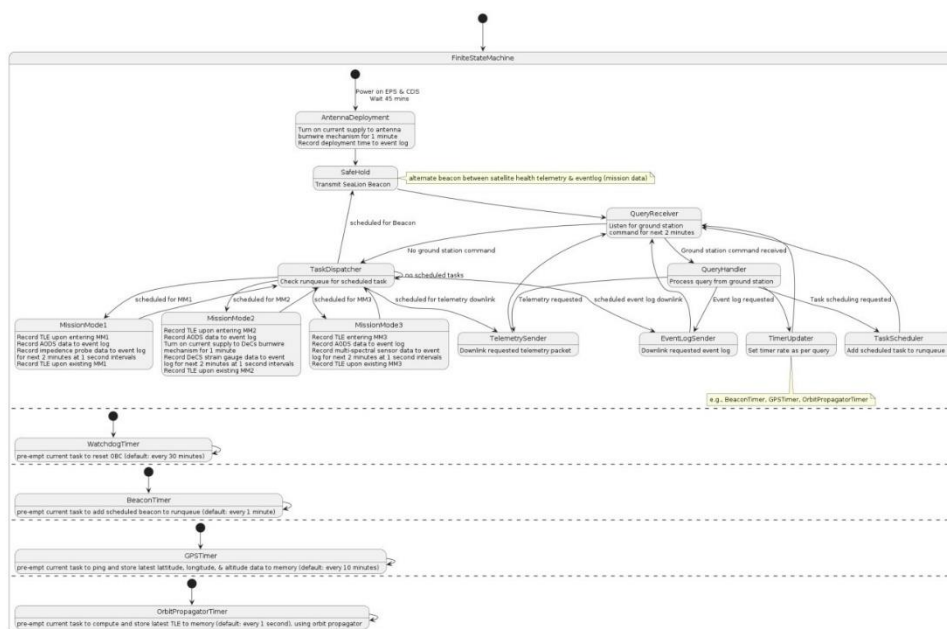 FiniteStateMachine
Power on EPS & CDS
Wait 45 mins
AntennaDeployment
Turn on current supply to antenna
burnwire mechanism for 1 minute
Record deployment time to event log
SafeHold
Transmit SeaLion Beacon
alternate beacon between satellite health telemetry & eventlog (mission data)
scheduled for Beacon
QueryReceiver
Listen for ground station
command for next 2 minutes
No ground station command
Ground station command received
TaskDispatcher
Check runqueue for scheduled task
no scheduled tasks
QueryHandler
Process query from ground station
scheduled for MM1
scheduled for MM2
scheduled for MM3
scheduled for telemetry downlink
Telemetry requested
scheduled event log downlink
Event log requested
Task scheduling requested
MissionMode1
Record TLE upon entering MM1
Record AODS data to event log
Record impedance probe data to event log
for next 2 minutes at 1 second intervals
Record TLE upon existing MM1
MissionMode2
Record TLE upon entering MM2
Record AODS data to event log
Turn on current supply to DeCs burnwire
mechanism for 1 minute
Record DeCS strain gauge data to event
log for next 2 minutes at 1 second intervals
Record TLE upon existing MM2
MissionMode3
Record TLE entering MM3
Record AODS data to event log
Record multi-spectral sensor data to event
log for next 2 minutes at 1 second intervals
Record TLE upon existing MM3
TelemetrySender
Downlink requested telemetry packet
EventLogSender
Downlink requested event log
TimerUpdater
Set timer rate as per query
TaskScheduler
Add scheduled task to runqueue
e.g., BeaconTimer, GPSTimer, OrbitPropagatorTimer
WatchdogTimer
pre-empt current task to reset OBC (default: every 30 minutes)
BeaconTimer
pre-empt current task to add scheduled beacon to runqueue (default: every 1 minute)
GPSTimer
pre-empt current task to ping and store latest lattitude, longitude, & altitude data to memory (default: every 10 minutes)
OrbitPropagatorTimer
pre-empt current task to compute and store latest TLE to memory (default: every 1 second). using orbit propagator